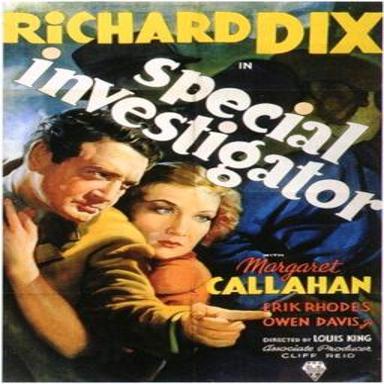 RiCHARD DIX
IN
special
investigator
WITH
Margaret
CALLAHAN
ERIK RHODES
OWEN DAVIS, Jr.
DIRECTED BY LOUIS KING
Associate Producer
CLIFF REID